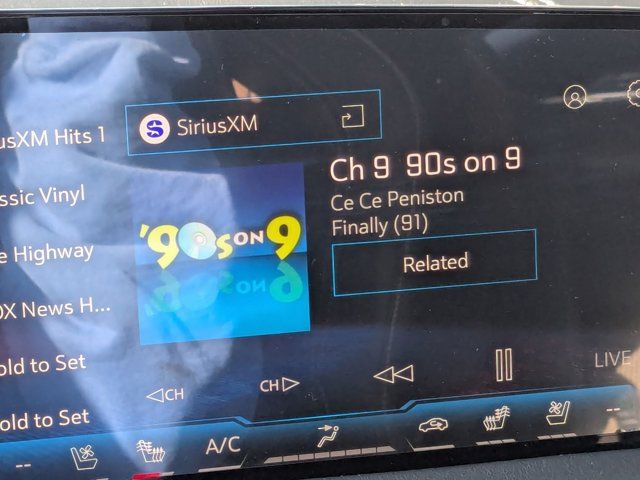 SiriusXM
Ch 9 90s on 9
Ce Ce Peniston
Finally (91)
Related
'90s ON 9
usXM Hits 1
ssic Vinyl
e Highway
OX News H...
old to Set
old to Set
CH
CH
LIVE
--
A/C
--